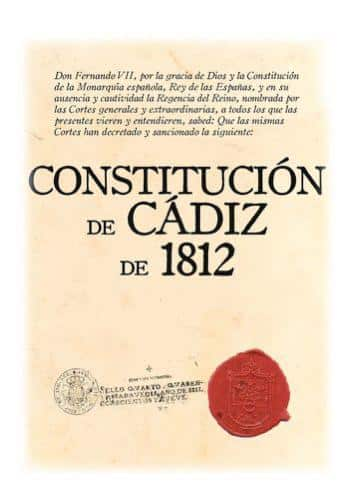 Don Fernando VII, por la gracia de Dios y la Constitución
de la Monarquía española, Rey de las Españas, y en su
ausencia y cautividad la Regencia del Reino, nombrada por
las Cortes generales y extraordinarias, a todos los que las
presentes vieren y entendieren, sabed: Que las mismas
Cortes han decretado y sancionado la siguiente:
CONSTITUCIÓN
DE CÁDIZ
DE 1812
SELLO QVARTO, QVAREN-